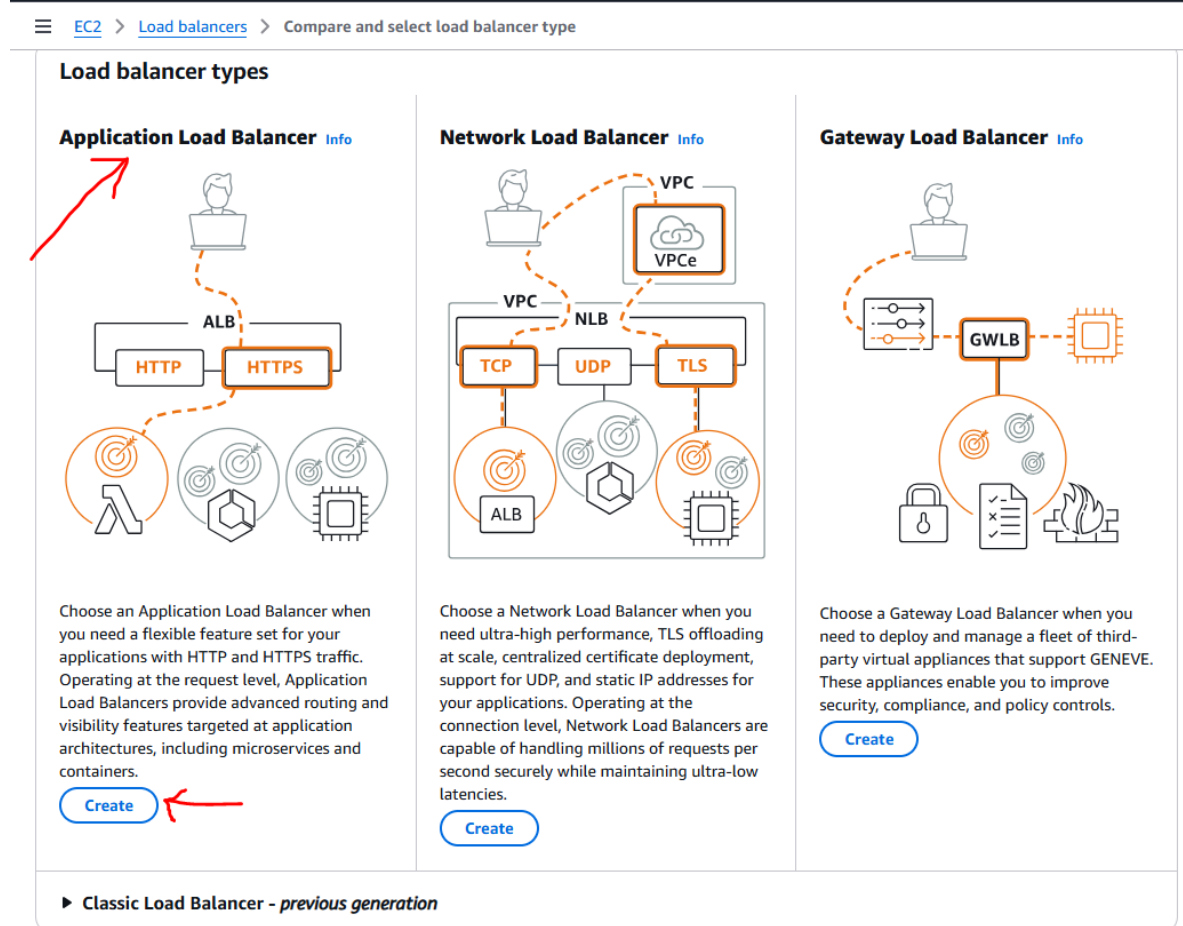 EC2 > Load balancers > Compare and select load balancer type
Load balancer types
Application Load Balancer Info
ALB
HTTP
HTTPS
Choose an Application Load Balancer when
you need a flexible feature set for your
applications with HTTP and HTTPS traffic.
Operating at the request level, Application
Load Balancers provide advanced routing and
visibility features targeted at application
architectures, including microservices and
containers.
Create
Network Load Balancer Info
VPC
VPCe
VPC
NLB
TCP
UDP
TLS
ALB
Choose a Network Load Balancer when you
need ultra-high performance, TLS offloading
at scale, centralized certificate deployment,
support for UDP, and static IP addresses for
your applications. Operating at the
connection level, Network Load Balancers are
capable of handling millions of requests per
second securely while maintaining ultra-low
latencies.
Create
Gateway Load Balancer Info
GWLB
Choose a Gateway Load Balancer when you
need to deploy and manage a fleet of third-
party virtual appliances that support GENEVE.
These appliances enable you to improve
security, compliance, and policy controls.
Create
Classic Load Balancer - previous generation